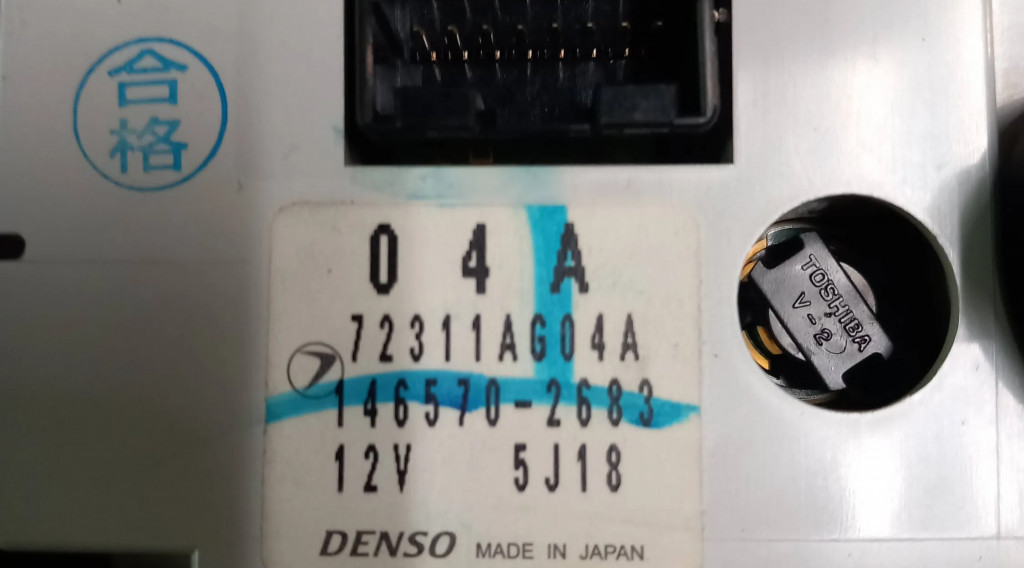 合格
04A
72311AG04A
146570-2683
12V 5J18
DENSO MADE IN JAPAN
TOSHIBA
V-2